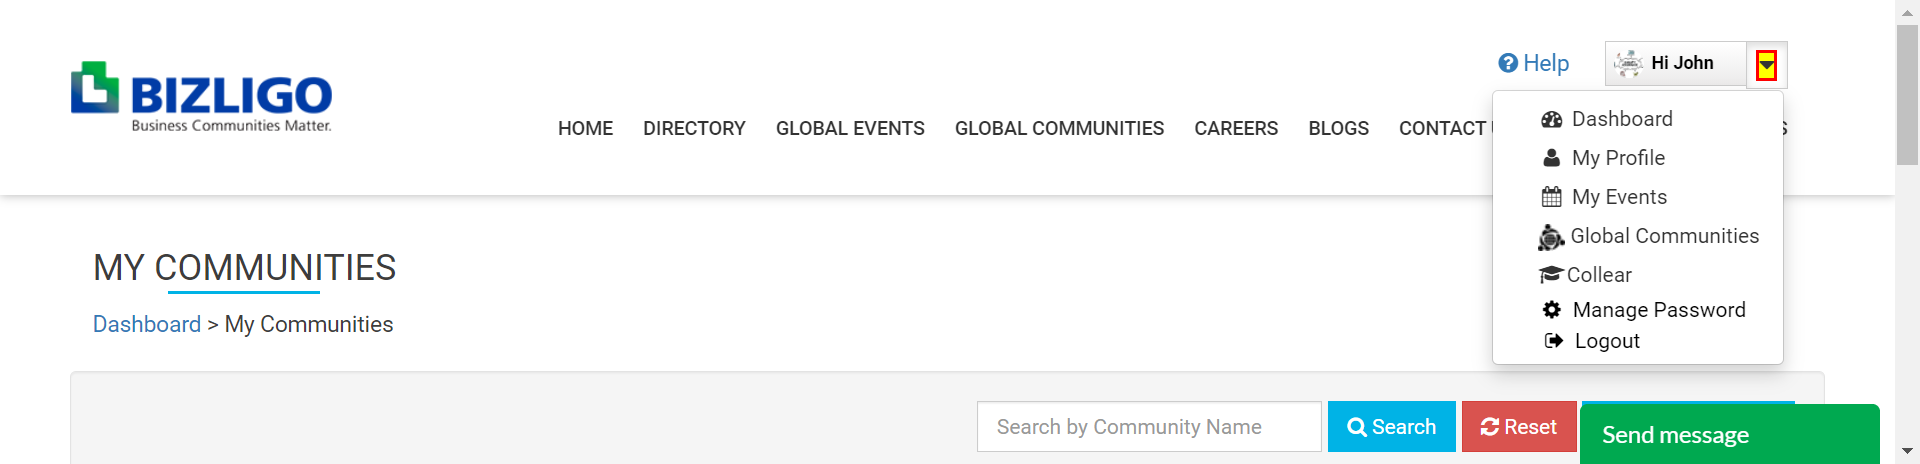 Help
Hi John
BIZLIGO
Business Communities Matter.
HOME DIRECTORY GLOBAL EVENTS GLOBAL COMMUNITIES CAREERS BLOGS CONTACT
Dashboard
My Profile
My Events
Global Communities
Collear
Manage Password
Logout
MY COMMUNITIES
Dashboard > My Communities
Search by Community Name
Search
Reset
Send message